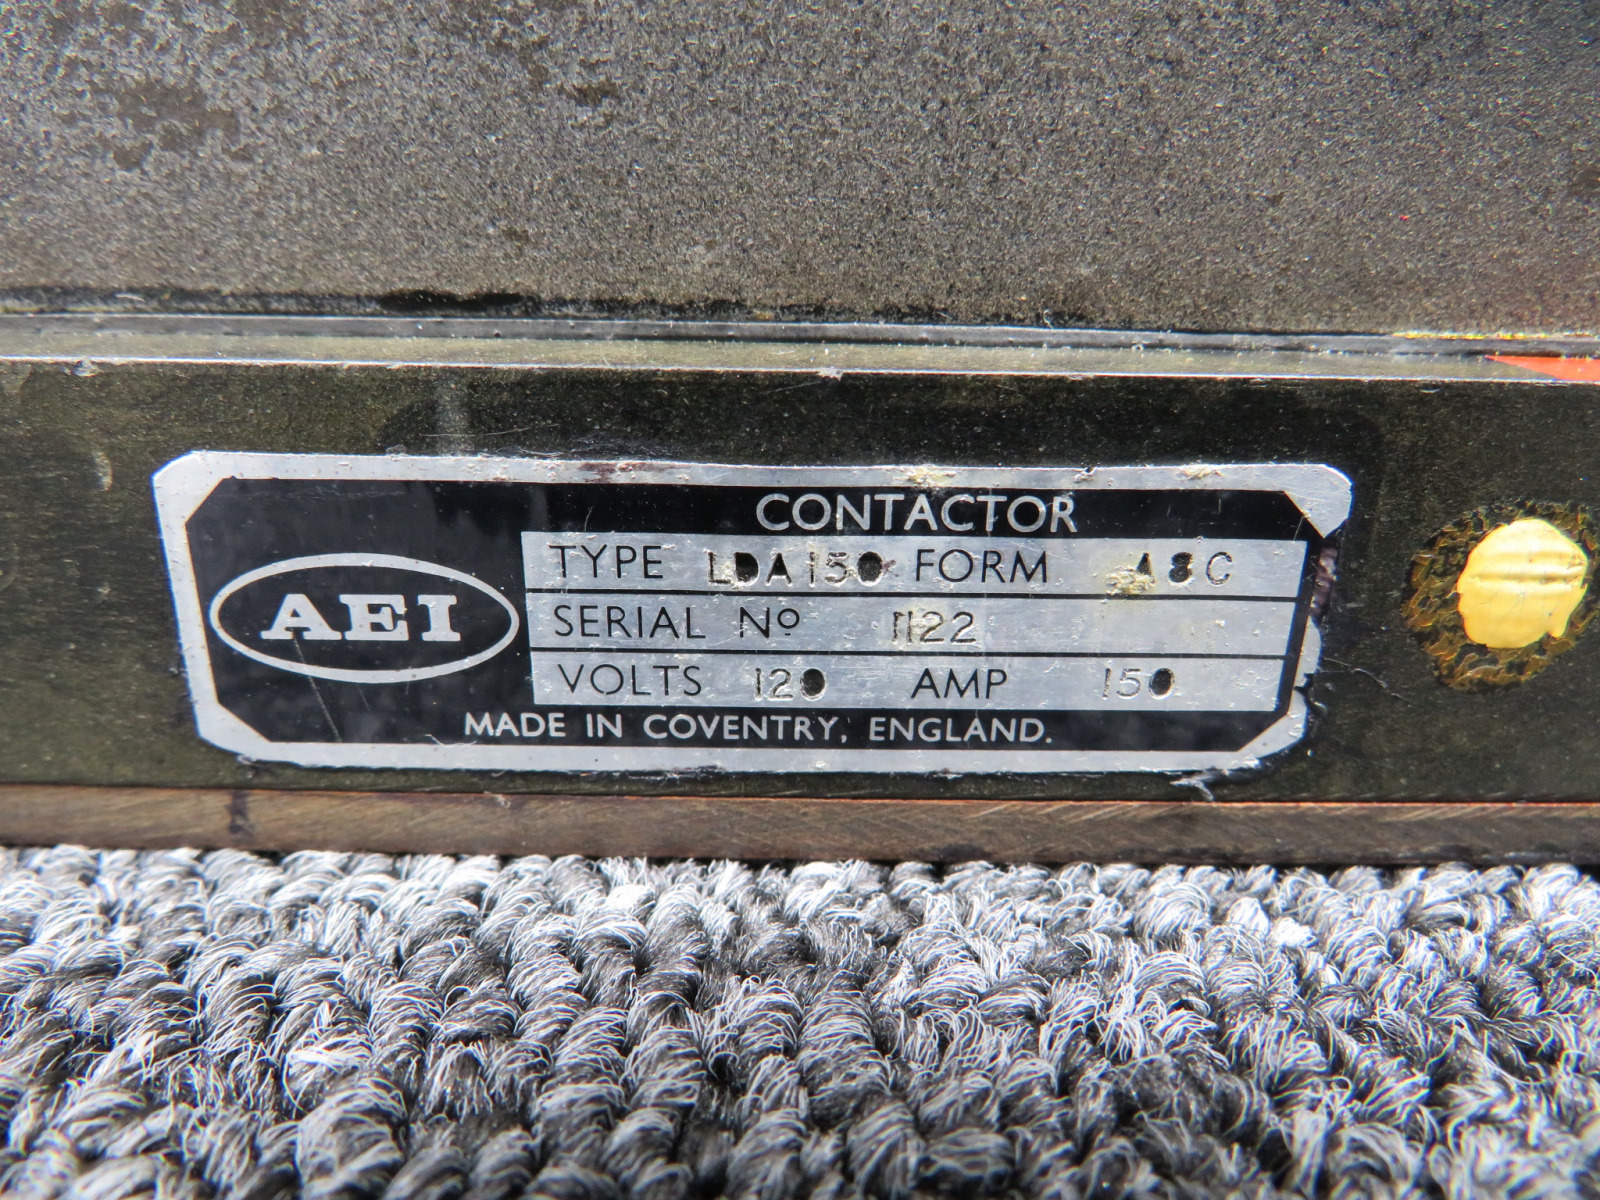 CONTACTOR
AEI
TYPE LDA150 FORM A8C
SERIAL Nº 1122
VOLTS 120 AMP 150
MADE IN COVENTRY, ENGLAND.